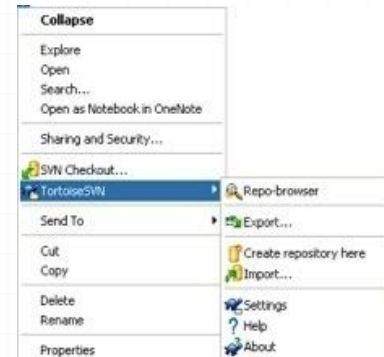 Collapse
Explore
Open
Search...
Open as Notebook in OneNote
Sharing and Security...
SVN Checkout...
TortoiseSVN
Send To
Cut
Copy
Delete
Rename
Properties
Repo-browser
Export...
Create repository here
Import...
Settings
Help
About